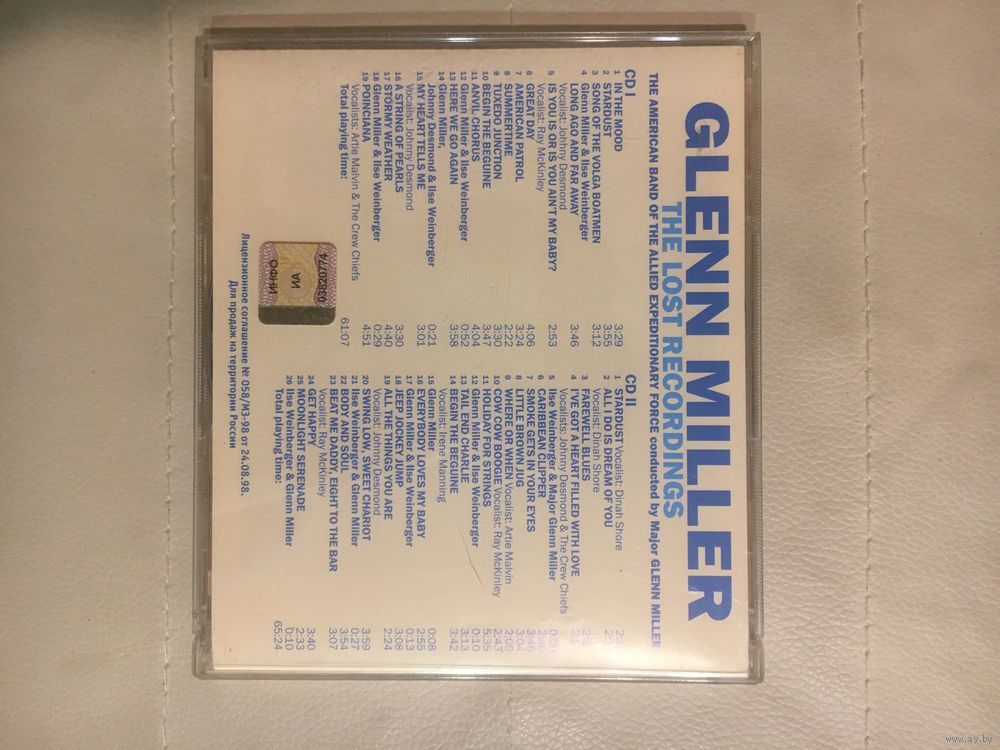 GLENN MILLER
THE LOST RECORDINGS
THE AMERICAN BAND OF THE ALLIED EXPEDITIONARY FORCE conducted by Major GLENN MILLER
CD I
1 IN THE MOOD 3:29
2 STARDUST 3:55
3 SONG OF THE VOLGA BOATMEN 3:12
4 Glenn Miller & Ilse Weinberger
LONG AGO AND FAR AWAY 3:46
Vocalist: Johnny Desmond
5 IS YOU IS OR IS YOU AIN'T MY BABY? 2:53
Vocalist: Ray McKinley
6 GREAT DAY 4:06
7 AMERICAN PATROL 3:24
8 SUMMERTIME 2:22
9 TUXEDO JUNCTION 3:30
10 BEGIN THE BEGUINE 3:47
11 ANVIL CHORUS 4:04
12 Glenn Miller & Ilse Weinberger 0:52
13 HERE WE GO AGAIN 3:58
14 Glenn Miller,
Johnny Desmond & Ilse Weinberger 0:21
15 MY HEART TELLS ME 3:01
Vocalist: Johnny Desmond
16 A STRING OF PEARLS 3:30
17 STORMY WEATHER 4:40
18 Glenn Miller & Ilse Weinberger 0:29
19 POINCIANA 4:51
Vocalists: Artie Malvin & The Crew Chiefs
Total playing time: 61:07
CD II
1 STARDUST Vocalist: Dinah Shore
2 ALL I DO IS DREAM OF YOU
Vocalist: Dinah Shore
3 FAREWELL BLUES
4 I'VE GOT A HEART FILLED WITH LOVE
Vocalists: Johnny Desmond & The Crew Chiefs
5 Ilse Weinberger & Major Glenn Miller
6 CARIBBEAN CLIPPER
7 SMOKE GETS IN YOUR EYES 3:46
8 LITTLE BROWN JUG 3:04
9 WHERE OR WHEN Vocalist: Artie Malvin 2:06
10 COW COW BOOGIE Vocalist: Ray McKinley 2:43
11 HOLIDAY FOR STRINGS 5:35
12 Glenn Miller & Ilse Weinberger 0:10
13 TAIL END CHARLIE 3:13
14 BEGIN THE BEGUINE 3:42
Vocalist: Irene Manning
15 Glenn Miller 0:08
16 EVERYBODY LOVES MY BABY 2:55
17 Glenn Miller & Ilse Weinberger 0:13
18 JEEP JOCKEY JUMP 3:08
19 ALL THE THINGS YOU ARE 2:24
Vocalist: Johnny Desmond
20 SWING LOW, SWEET CHARIOT 3:59
21 Ilse Weinberger & Glenn Miller 0:27
22 BODY AND SOUL 3:54
23 BEAT ME DADDY, EIGHT TO THE BAR 3:07
Vocalist: Ray McKinley
24 GET HAPPY 3:40
25 MOONLIGHT SERENADE 2:33
26 Ilse Weinberger & Glenn Miller 0:10
Total playing time: 65:24
03820774
ИА
ИНФО
Лицензионное соглашение № 058/МЗ-98 от 24.08.98.
Для продаж на территории России
www.ay.by